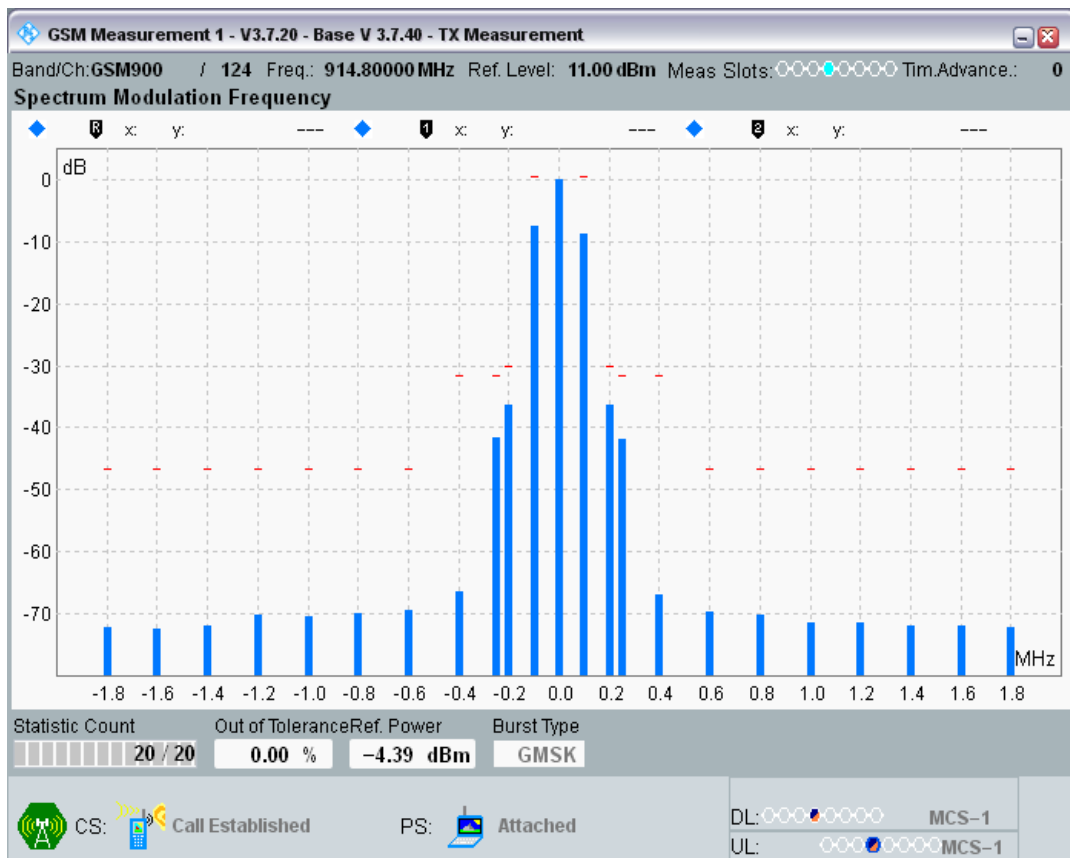 GSM Measurement 1 - V3.7.20 - Base V 3.7.40 - TX Measurement
Band/Ch:GSM900 / 124 Freq.: 914.80000 MHz Ref. Level: 11.00 dBm Meas Slots: Tim.Advance.: 0
Spectrum Modulation Frequency
R x: y: --- 1 x: y: --- 2 x: y: ---
dB
0
-10
-20
-30
-40
-50
-60
-70
MHz
-1.8 -1.6 -1.4 -1.2 -1.0 -0.8 -0.6 -0.4 -0.2 0.0 0.2 0.4 0.6 0.8 1.0 1.2 1.4 1.6 1.8
Statistic Count Out of Tolerance Ref. Power Burst Type
20 / 20 0.00 % −4.39 dBm GMSK
CS: Call Established PS: Attached
DL: MCS−1
UL: MCS−1